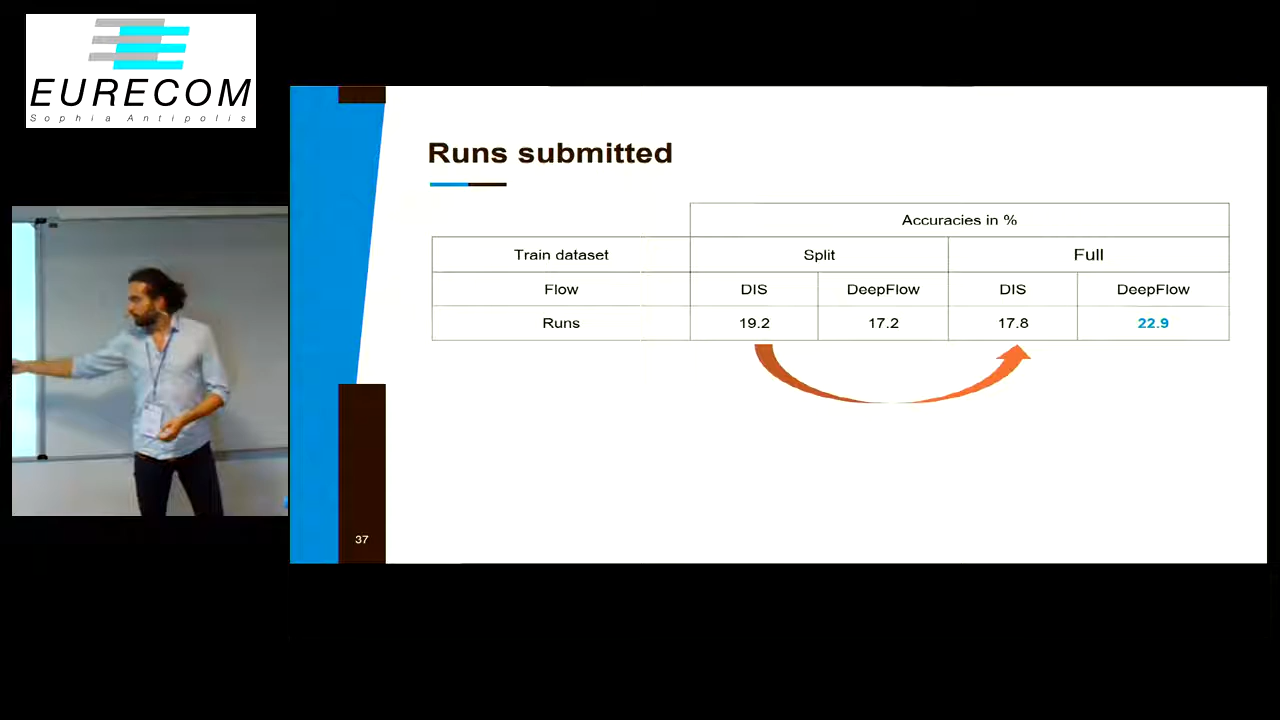 EURECOM
Sophia Antipolis
Runs submitted
Accuracies in %
Train dataset Split Full
Flow DIS DeepFlow DIS DeepFlow
Runs 19.2 17.2 17.8 22.9
37